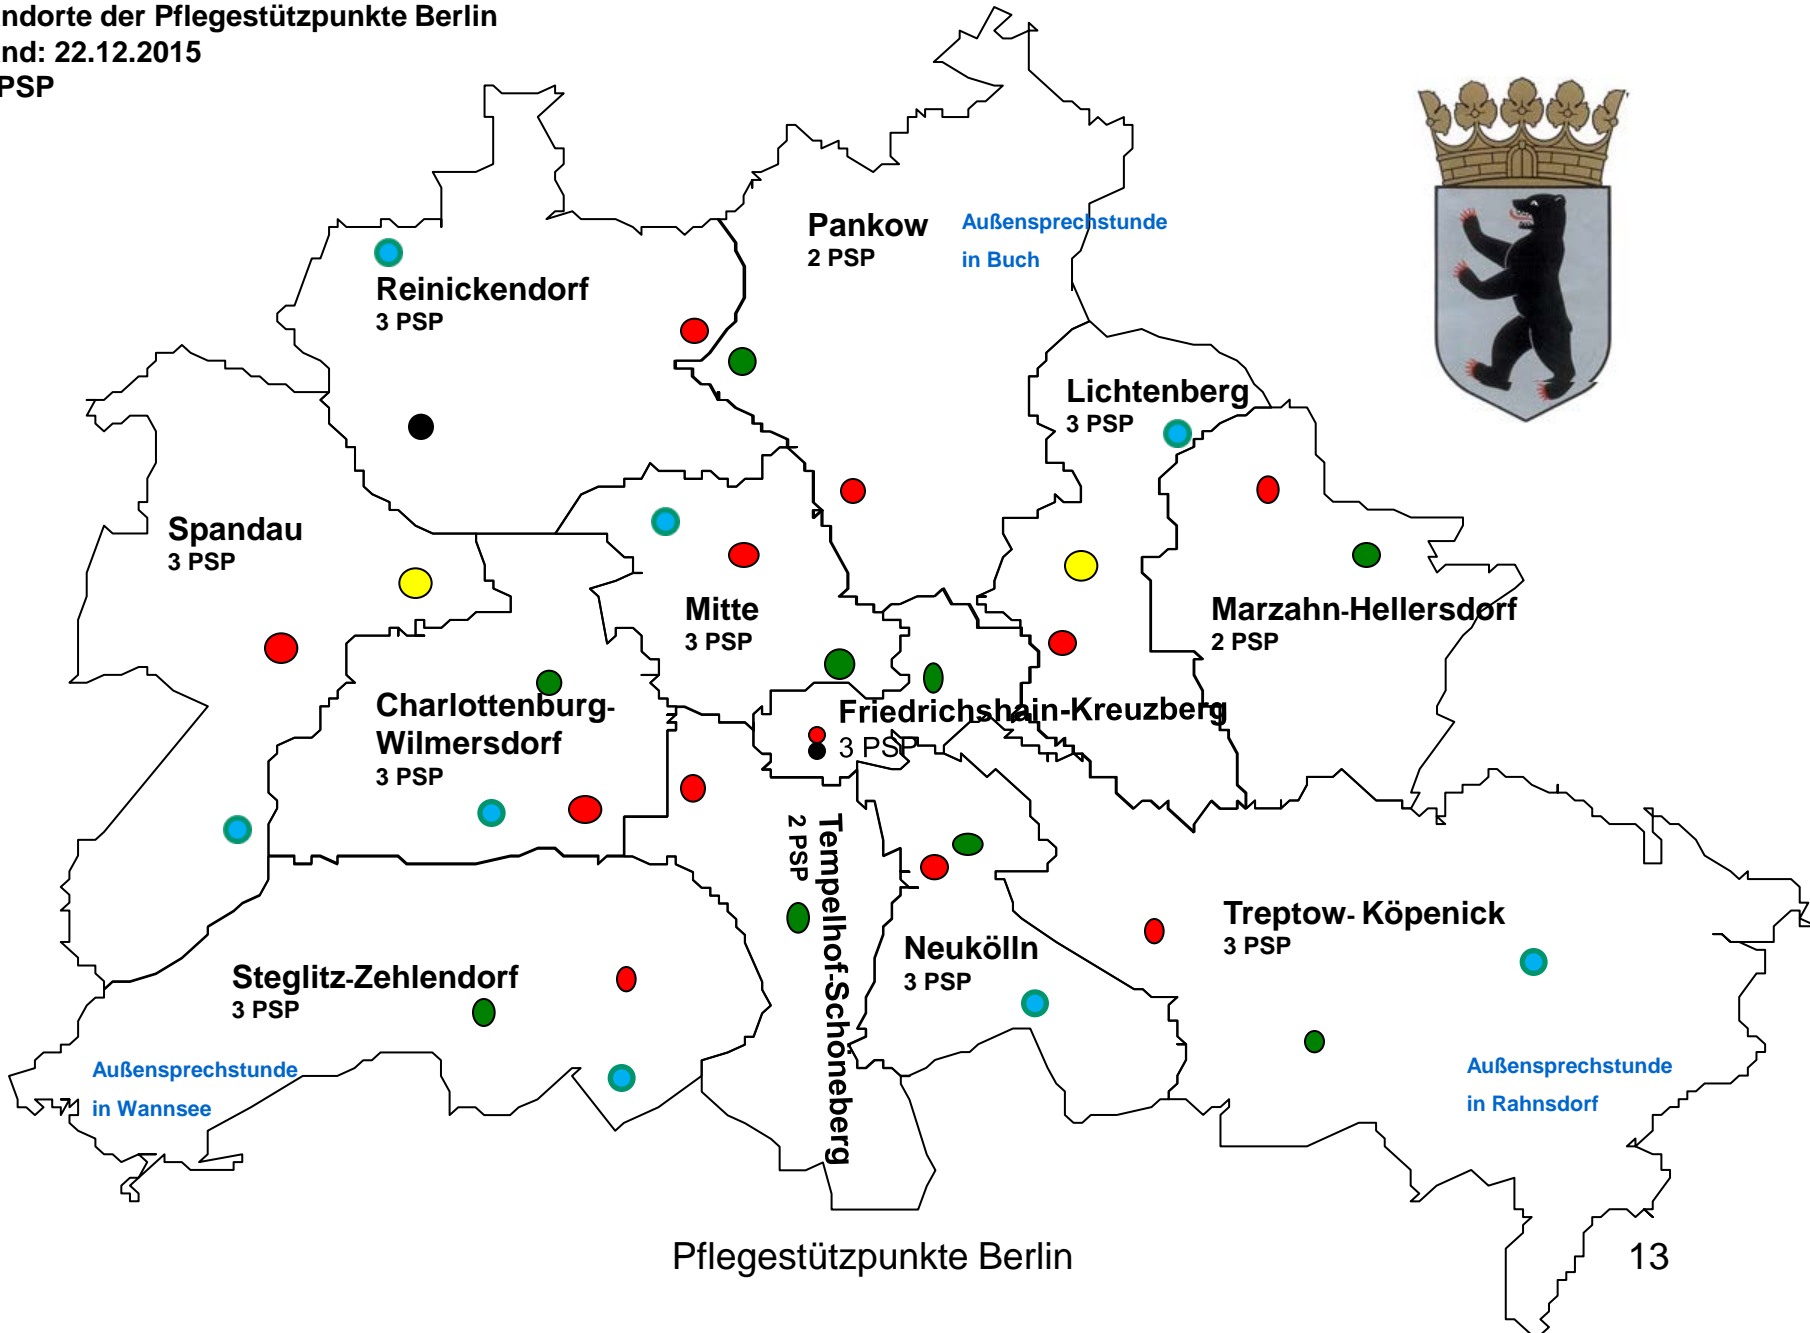 ndorte der Pflegestützpunkte Berlin
nd: 22.12.2015
PSP
Pankow
2 PSP
Außensprechstunde
in Buch
Reinickendorf
3 PSP
Lichtenberg
3 PSP
Spandau
3 PSP
Mitte
3 PSP
Marzahn-Hellersdorf
2 PSP
Charlottenburg-
Wilmersdorf
3 PSP
Friedrichshain-Kreuzberg
3 PSP
Tempelhof-Schöneberg
2 PSP
Treptow- Köpenick
3 PSP
Neukölln
3 PSP
Steglitz-Zehlendorf
3 PSP
Außensprechstunde
in Wannsee
Außensprechstunde
in Rahnsdorf
Pflegestützpunkte Berlin
13